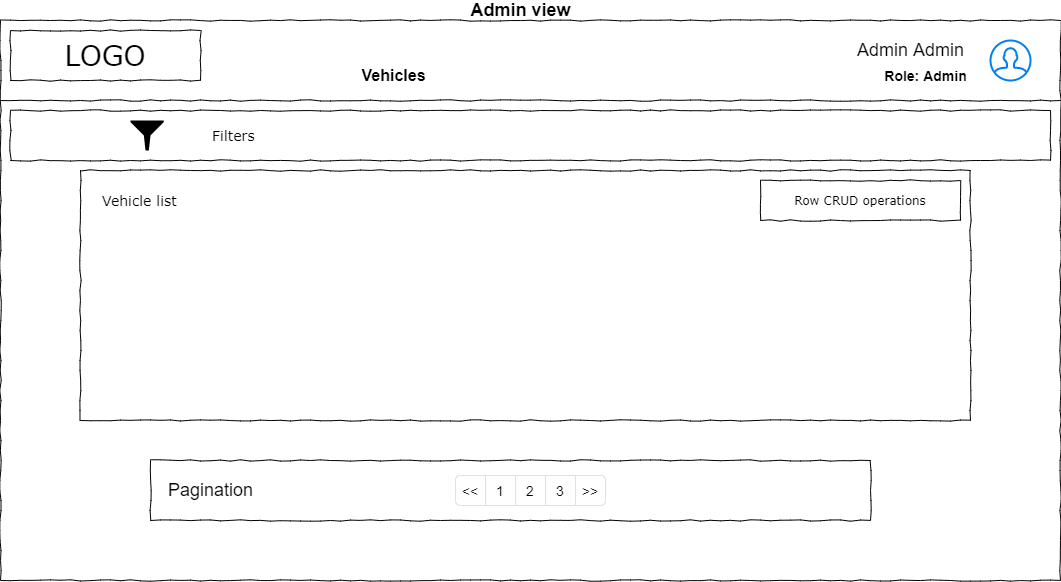 Admin view
LOGO
Vehicles
Admin Admin
Role: Admin
Filters
Vehicle list
Row CRUD operations
Pagination
<< 1 2 3 >>